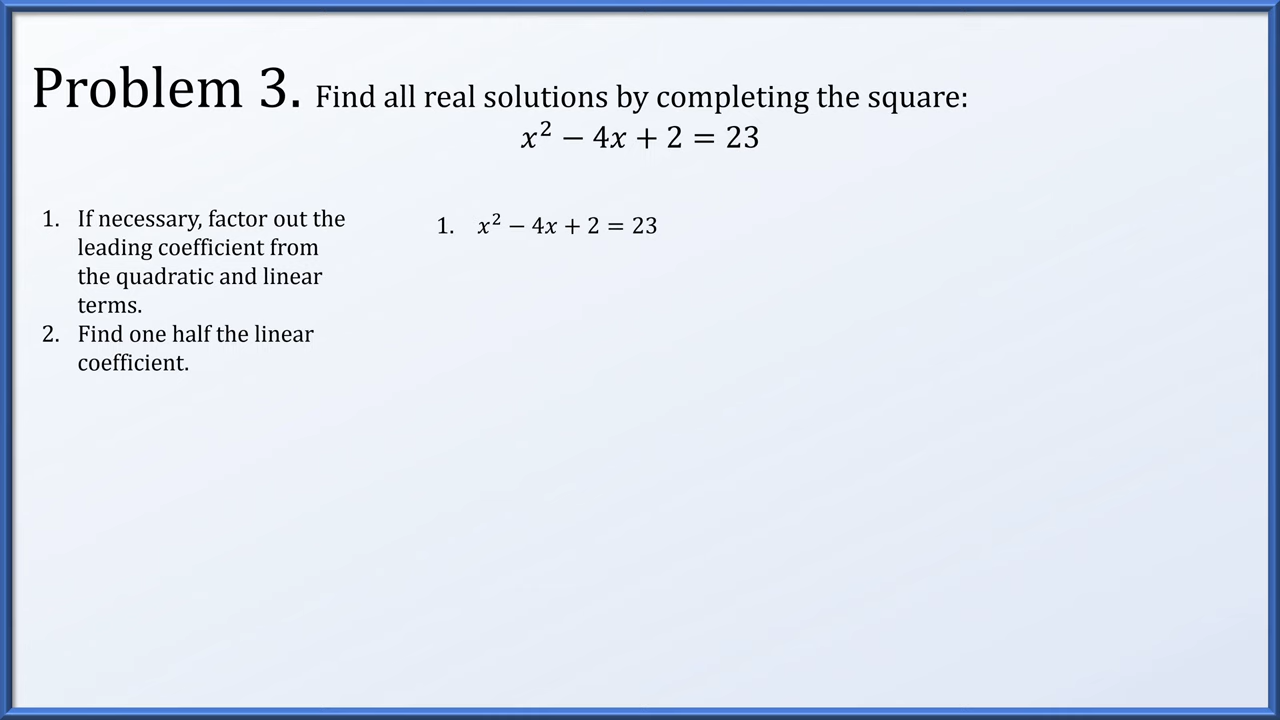 Problem 3. Find all real solutions by completing the square:
𝑥² − 4𝑥 + 2 = 23
1. If necessary, factor out the
leading coefficient from
the quadratic and linear
terms.
2. Find one half the linear
coefficient.
1. 𝑥² − 4𝑥 + 2 = 23